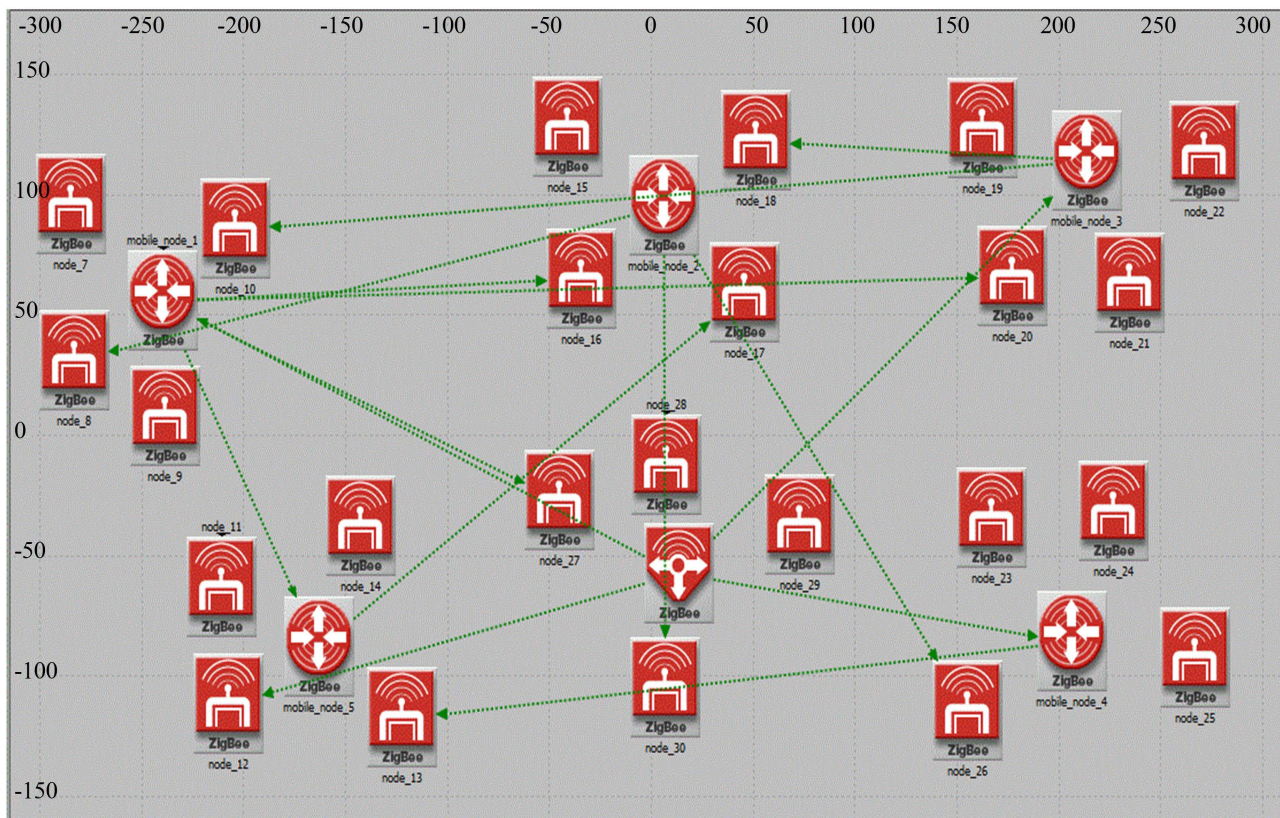 -300 -250 -200 -150 -100 -50 0 50 100 150 200 250 300
150
ZigBee
node_15
ZigBee
node_18
ZigBee
node_19
ZigBee
mobile_node_3
ZigBee
node_22
100
ZigBee
node_7
mobile_node_1
ZigBee
ZigBee
node_10
ZigBee
mobile_node_2
ZigBee
node_16
ZigBee
node_17
ZigBee
node_20
ZigBee
node_21
50
ZigBee
node_8
ZigBee
node_9
0
node_28
ZigBee
ZigBee
node_27
ZigBee
node_14
node_11
ZigBee
-50
ZigBee
ZigBee
node_29
ZigBee
node_23
ZigBee
node_24
-100
ZigBee
node_12
ZigBee
mobile_node_5
ZigBee
node_13
ZigBee
node_30
ZigBee
node_26
ZigBee
mobile_node_4
ZigBee
node_25
-150